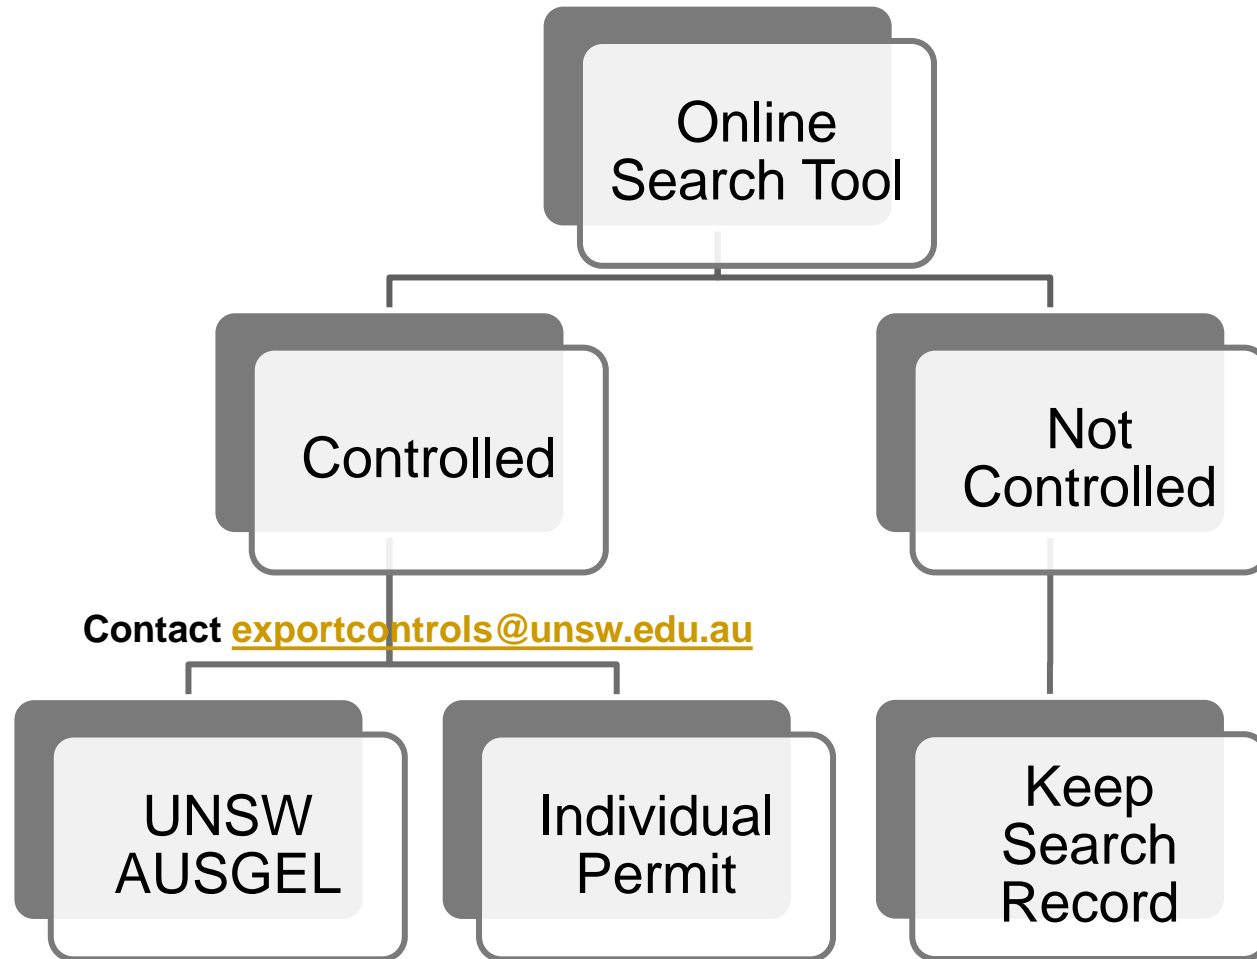 Online
Search Tool
Controlled
Not
Controlled
Contact exportcontrols@unsw.edu.au
UNSW
AUSGEL
Individual
Permit
Keep
Search
Record